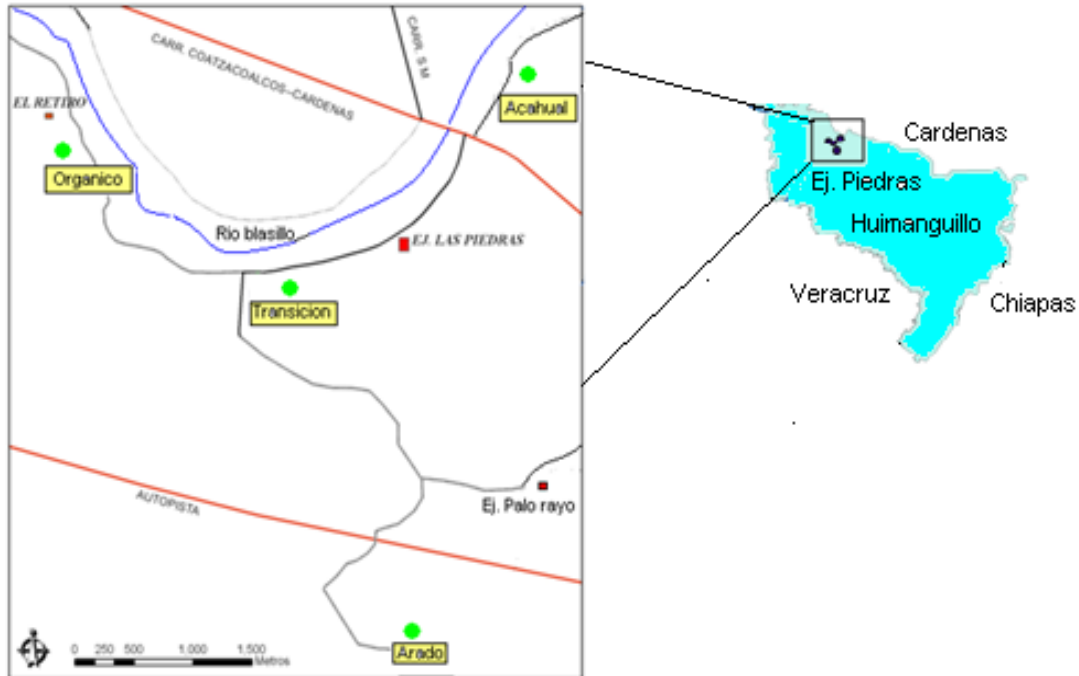 CARR. COATZACOALCOS-CARDENAS
CARR. S M
EL RETIRO
Acahual
Organico
Rio blasillo
EJ. LAS PIEDRAS
Transicion
AUTOPISTA
Ej. Palo rayo
Arado
0 250 500 1,000 1,500
Metros
Cardenas
Ej. Piedras
Huimanguillo
Veracruz
Chiapas